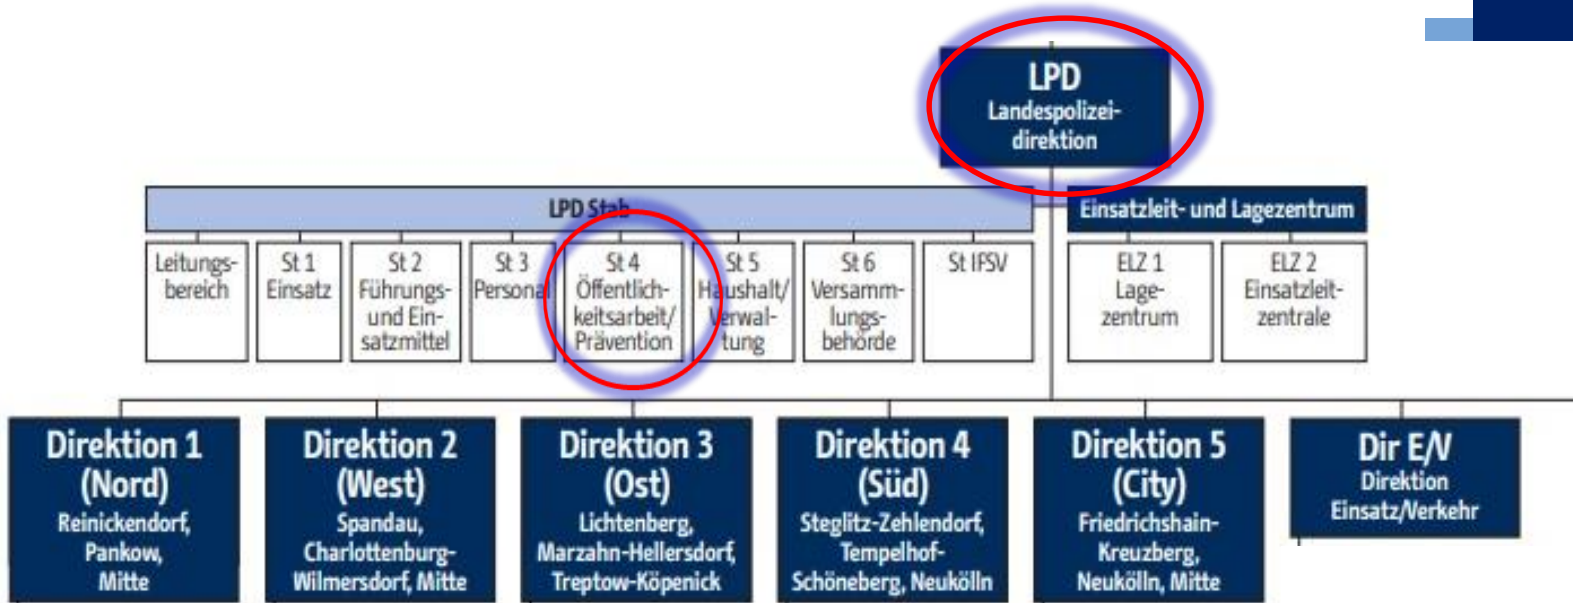 LPD
Landespolizei-
direktion
LPD Stab
Einsatzleit- und Lagezentrum
Leitungs-
bereich
St 1
Einsatz
St 2
Führungs-
und Ein-
satzmittel
St 3
Personal
St 4
Öffentlich-
keitsarbeit/
Prävention
St 5
Haushalt/
Verwal-
tung
St 6
Versamm-
lungs-
behörde
St IFSV
ELZ 1
Lage-
zentrum
ELZ 2
Einsatzleit-
zentrale
Direktion 1
(Nord)
Reinickendorf,
Pankow,
Mitte
Direktion 2
(West)
Spandau,
Charlottenburg-
Wilmersdorf, Mitte
Direktion 3
(Ost)
Lichtenberg,
Marzahn-Hellersdorf,
Treptow-Köpenick
Direktion 4
(Süd)
Steglitz-Zehlendorf,
Tempelhof-
Schöneberg, Neukölln
Direktion 5
(City)
Friedrichshain-
Kreuzberg,
Neukölln, Mitte
Dir E/V
Direktion
Einsatz/Verkehr